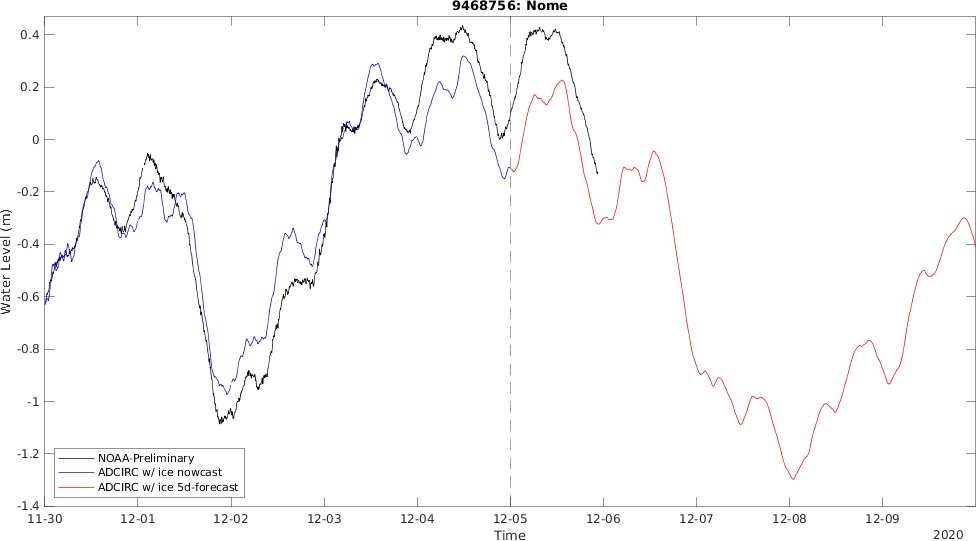 9468756: Nome
0.4
0.2
0
-0.2
-0.4
-0.6
-0.8
-1
-1.2
-1.4
Water Level (m)
NOAA-Preliminary
ADCIRC w/ ice nowcast
ADCIRC w/ ice 5d-forecast
11-30 12-01 12-02 12-03 12-04 12-05 12-06 12-07 12-08 12-09
Time
2020